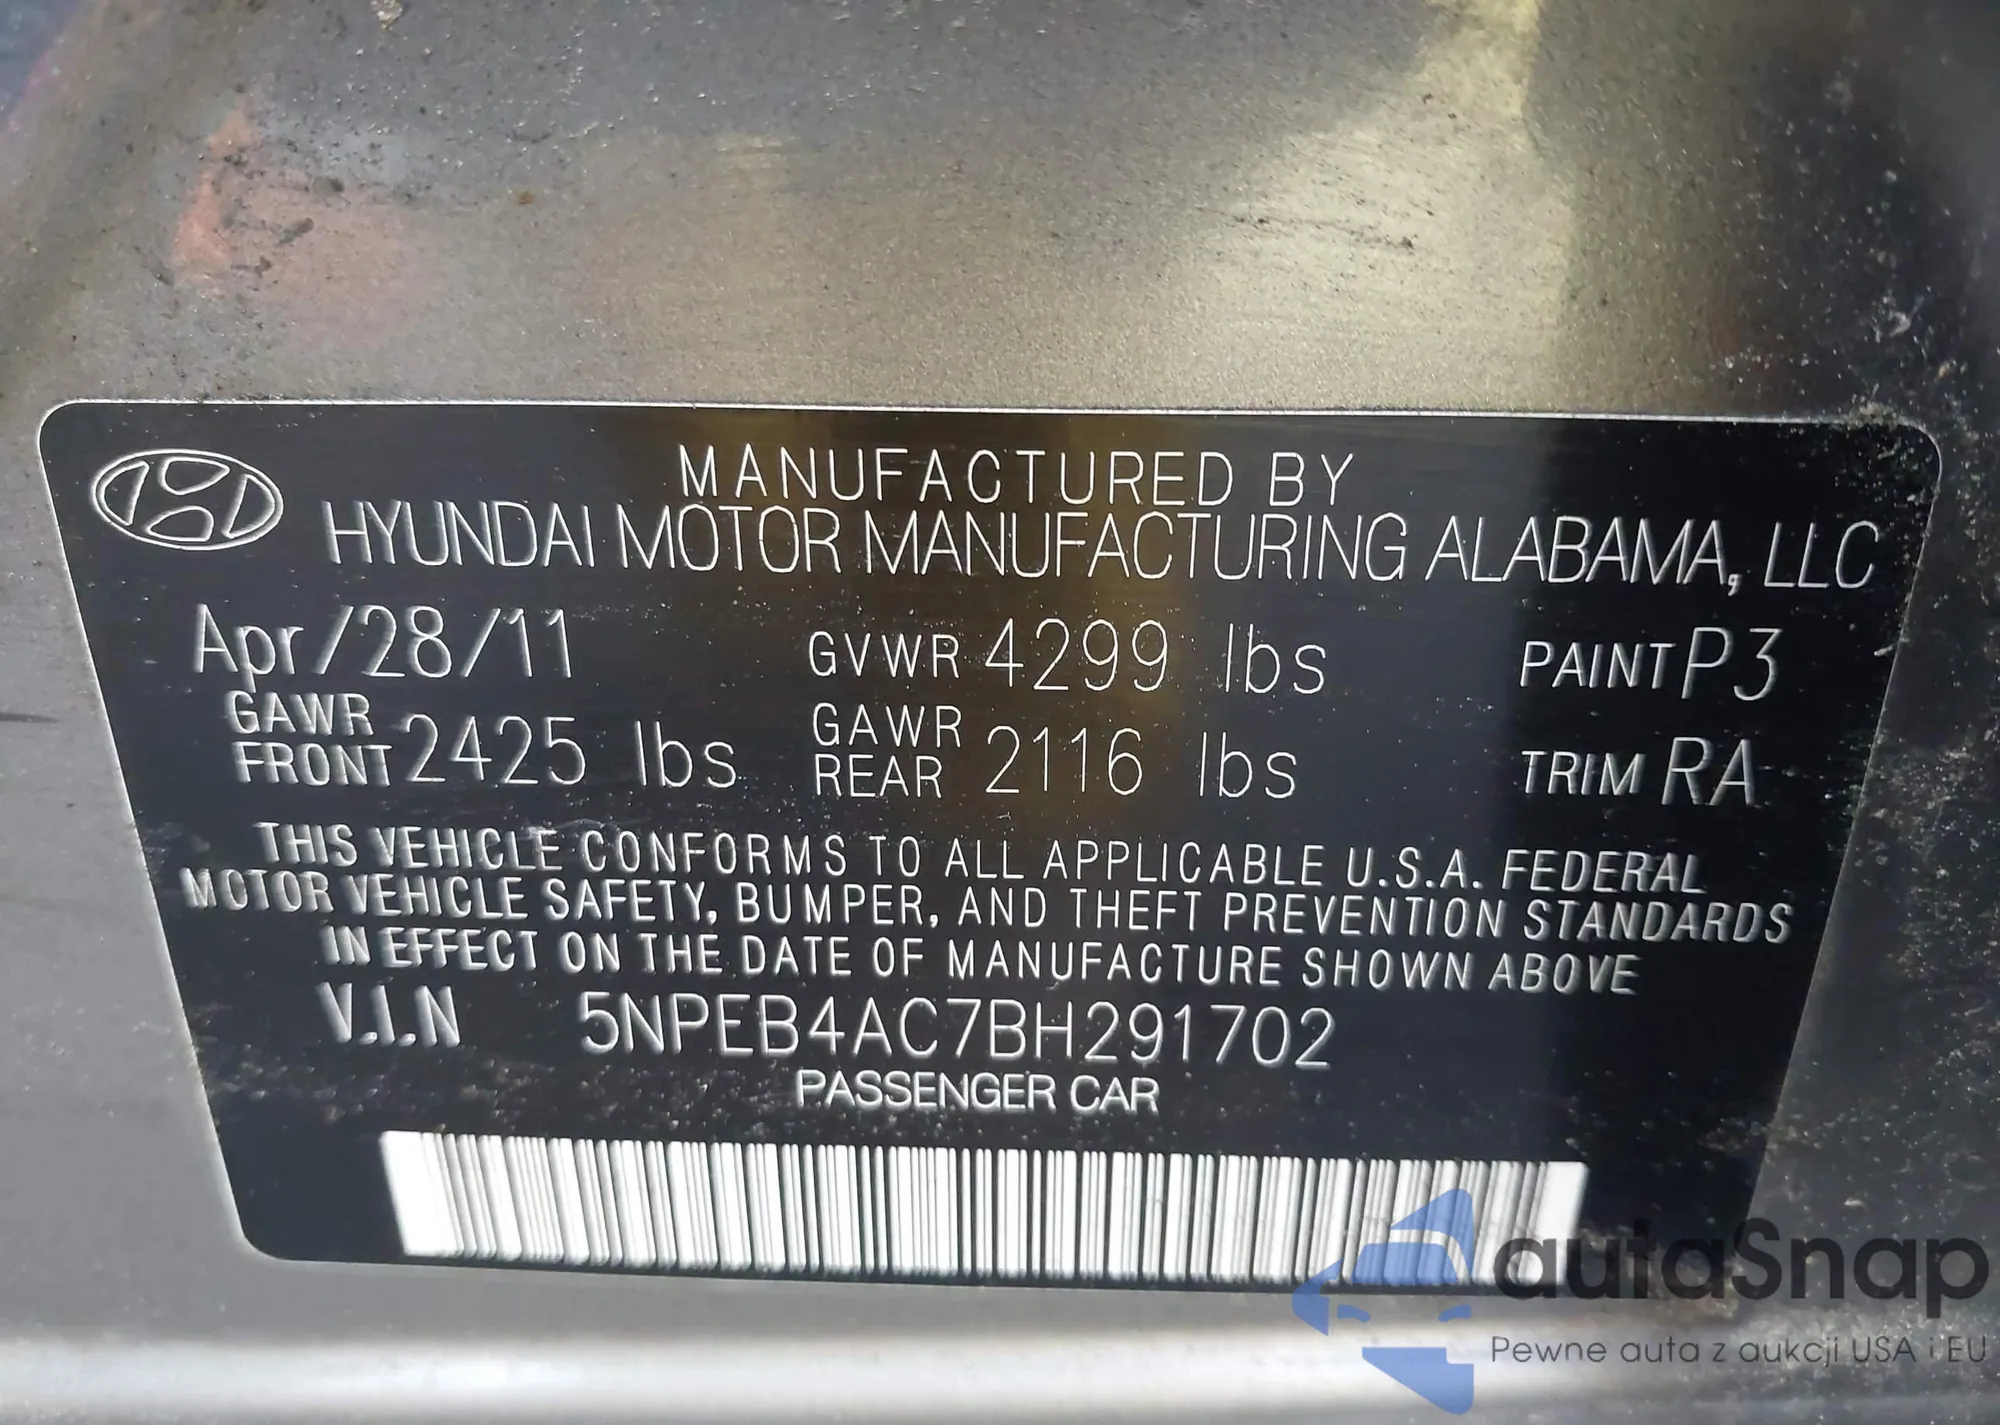 MANUFACTURED BY
HYUNDAI MOTOR MANUFACTURING ALABAMA, LLC
Apr/28/11 GVWR 4299 lbs PAINT P3
GAWR FRONT 2425 lbs GAWR REAR 2116 lbs TRIM RA
THIS VEHICLE CONFORMS TO ALL APPLICABLE U.S.A. FEDERAL
MOTOR VEHICLE SAFETY, BUMPER, AND THEFT PREVENTION STANDARDS
IN EFFECT ON THE DATE OF MANUFACTURE SHOWN ABOVE
V.I.N 5NPEB4AC7BH291702
PASSENGER CAR
autaSnap
Pewne auta z aukcji USA i EU